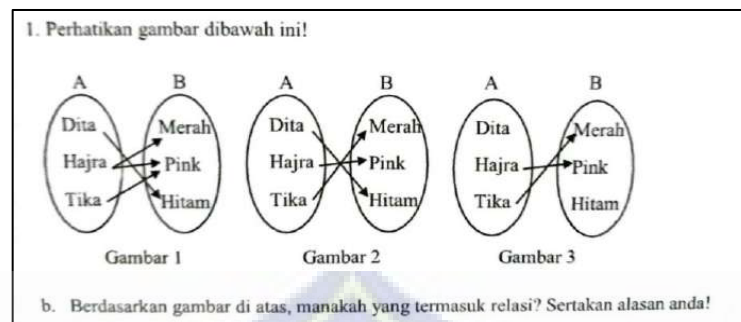 1. Perhatikan gambar dibawah ini!
A B A B A B
Dita Merah Dita Merah Dita Merah
Hajra Pink Hajra Pink Hajra Pink
Tika Hitam Tika Hitam Tika Hitam
Gambar 1 Gambar 2 Gambar 3
b. Berdasarkan gambar di atas, manakah yang termasuk relasi? Sertakan alasan anda!